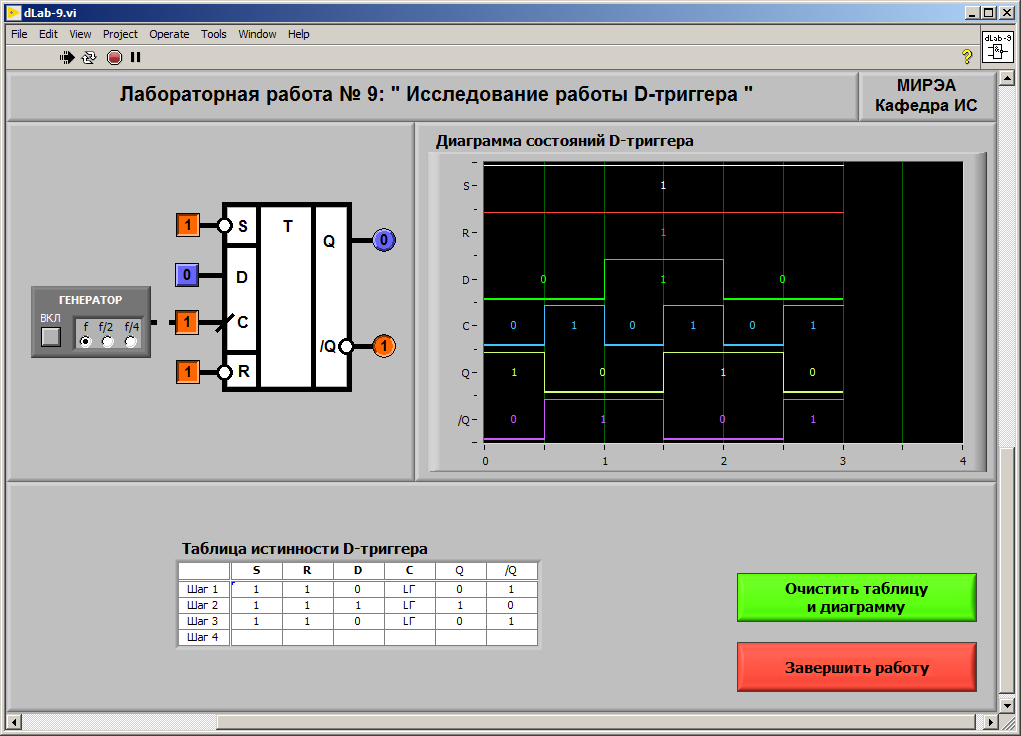 dLab-9.vi
File Edit View Project Operate Tools Window Help
?
dLab-9
&
Лабораторная работа № 9: " Исследование работы D-триггера "
МИРЭА
Кафедра ИС
Диаграмма состояний D-триггера
1 S T Q 0
0 D
ГЕНЕРАТОР
ВКЛ f f/2 f/4
1 C
/Q 1
1 R
S 1
R 1
D 0 1 0
C 0 1 0 1 0 1
Q 1 0 1 0
/Q 0 1 0 1
0 1 2 3 4
Таблица истинности D-триггера
S R D C Q /Q
Шаг 1 1 1 0 LГ 0 1
Шаг 2 1 1 1 LГ 1 0
Шаг 3 1 1 0 LГ 0 1
Шаг 4
Очистить таблицу
и диаграмму
Завершить работу